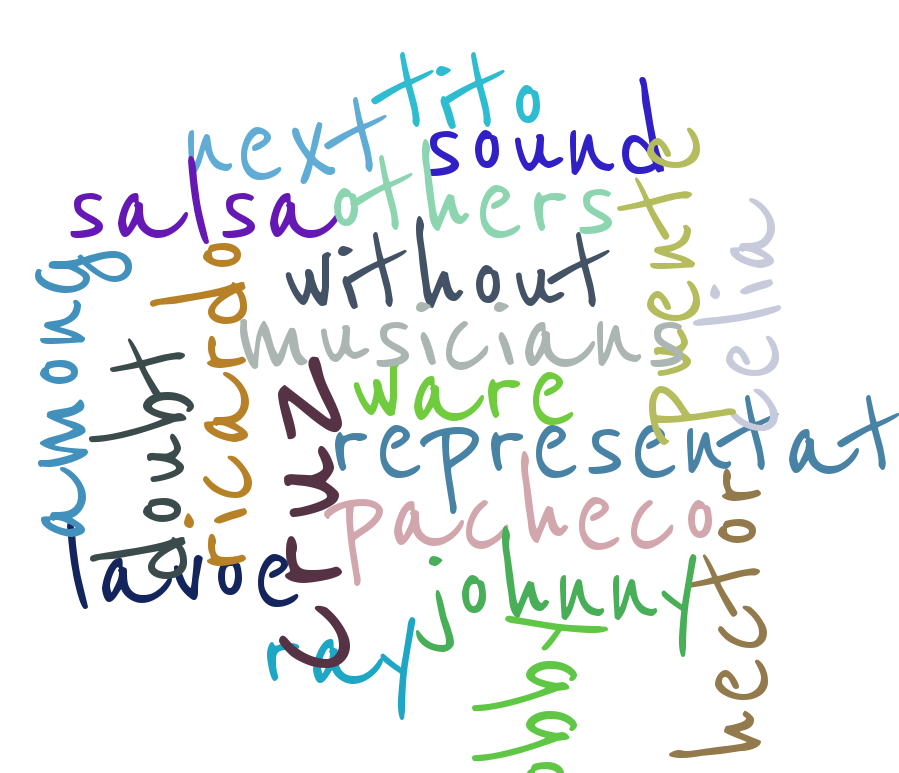 tito
next
sound
salsa
others
puente
celia
among
ricardo
without
musicians
doubt
cruz
ware
representat
pacheco
hector
lavoe
johnny
ray